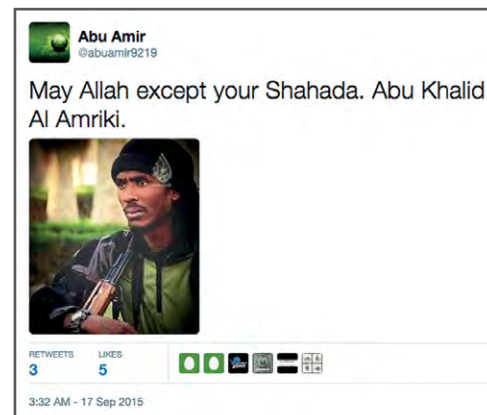 Abu Amir
@abuamir9219
May Allah except your Shahada. Abu Khalid
Al Amriki.
RETWEETS LIKES
3 5
3:32 AM - 17 Sep 2015